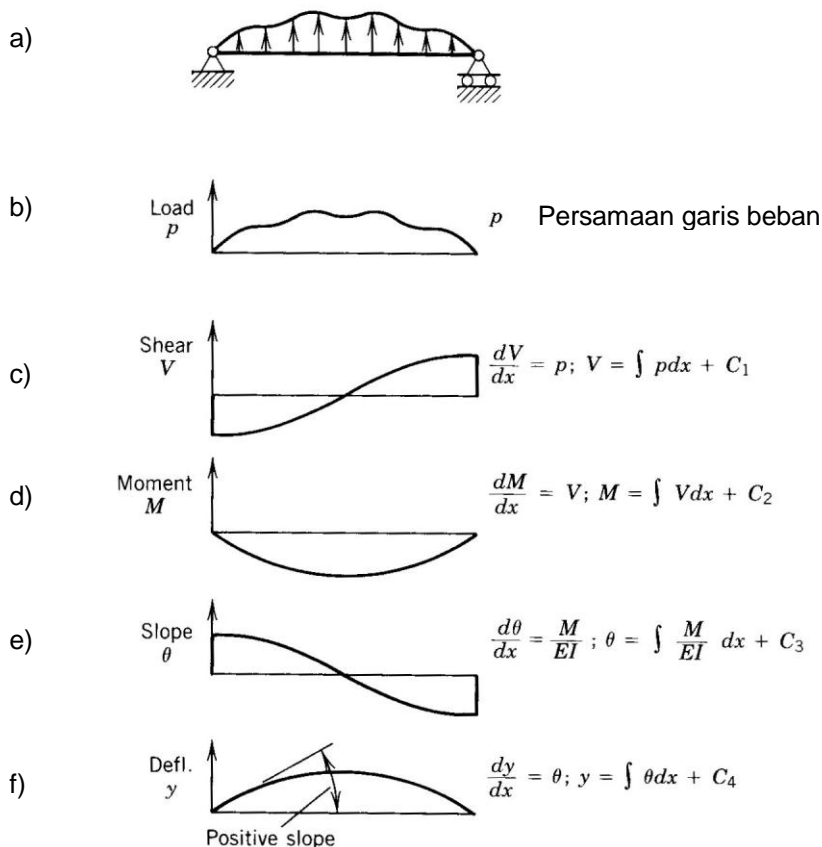 a)
b)
Load
p
p
Persamaan garis beban
c)
Shear
V
dV/dx = p; V = ∫ pdx + C₁
d)
Moment
M
dM/dx = V; M = ∫ Vdx + C₂
e)
Slope
θ
dθ/dx = M/EI ; θ = ∫ M/EI dx + C₃
f)
Defl.
y
dy/dx = θ; y = ∫ θdx + C₄
Positive slope